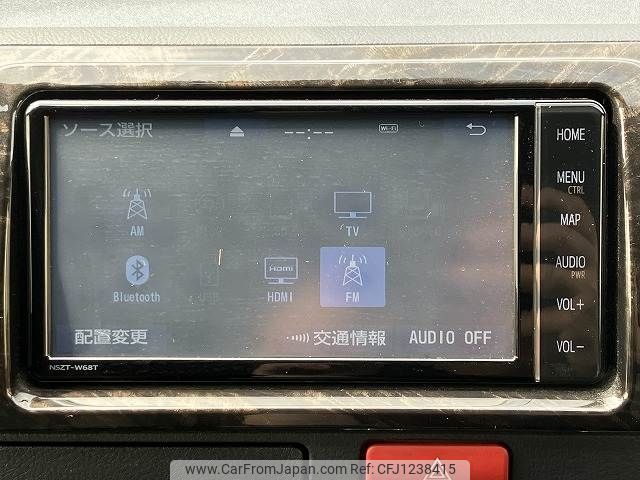 ソース選択
--:--
Wi-Fi
HOME
MENU
CTRL
MAP
AUDIO
PWR
VOL+
VOL-
AM
TV
Bluetooth
HDMI
HDMI
FM
配置変更
交通情報
AUDIO OFF
NSZT-W68T
www.CarFromJapan.com
CFJ1238415